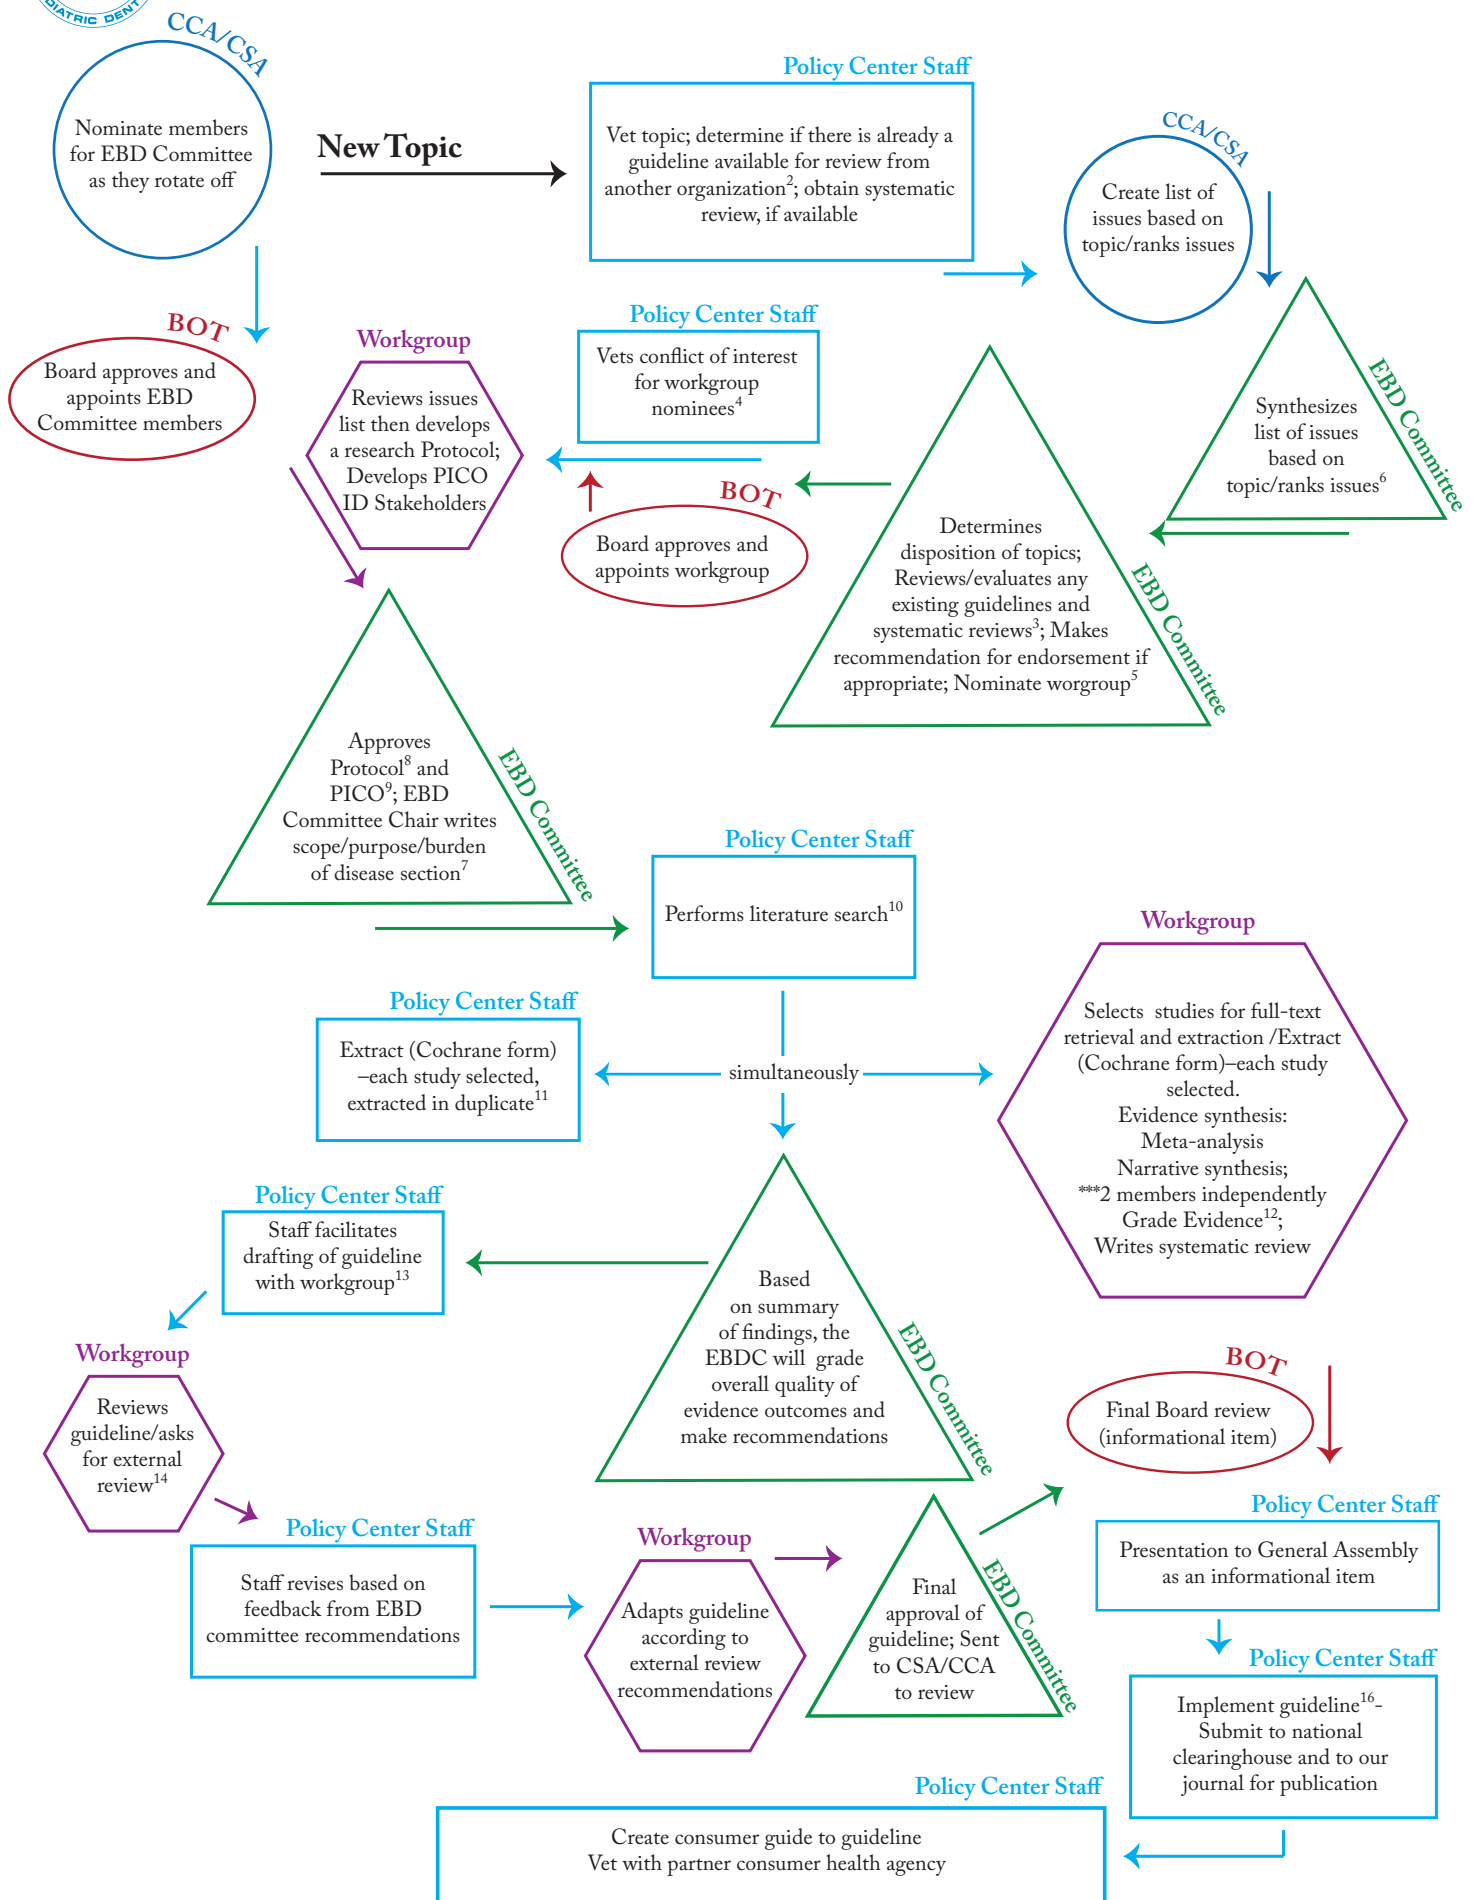 DIATRIC DENT
CCA/CSA
Nominate members
for EBD Committee
as they rotate off
New Topic
Policy Center Staff
Vet topic; determine if there is already a
guideline available for review from
another organization2; obtain systematic
review, if available
CCA/CSA
Create list of
issues based on
topic/ranks issues
BOT
Board approves and
appoints EBD
Committee members
Workgroup
Reviews issues
list then develops
a research Protocol;
Develops PICO
ID Stakeholders
Policy Center Staff
Vets conflict of interest
for workgroup
nominees4
BOT
Board approves and
appoints workgroup
EBD Committee
Determines
disposition of topics;
Reviews/evaluates any
existing guidelines and
systematic reviews3; Makes
recommendation for endorsement if
appropriate; Nominate worgroup5
EBD Committee
Synthesizes
list of issues
based on
topic/ranks issues6
EBD Committee
Approves
Protocol8 and
PICO9; EBD
Committee Chair writes
scope/purpose/burden
of disease section7
Policy Center Staff
Performs literature search10
Policy Center Staff
Extract (Cochrane form)
–each study selected,
extracted in duplicate11
simultaneously
Workgroup
Selects studies for full-text
retrieval and extraction /Extract
(Cochrane form)–each study
selected.
Evidence synthesis:
Meta-analysis
Narrative synthesis;
***2 members independently
Grade Evidence12;
Writes systematic review
Policy Center Staff
Staff facilitates
drafting of guideline
with workgroup13
EBD Committee
Based
on summary
of findings, the
EBDC will grade
overall quality of
evidence outcomes and
make recommendations
Workgroup
Reviews
guideline/asks
for external
review14
BOT
Final Board review
(informational item)
Policy Center Staff
Staff revises based on
feedback from EBD
committee recommendations
Workgroup
Adapts guideline
according to
external review
recommendations
EBD Committee
Final
approval of
guideline; Sent
to CSA/CCA
to review
Policy Center Staff
Presentation to General Assembly
as an informational item
Policy Center Staff
Implement guideline16-
Submit to national
clearinghouse and to our
journal for publication
Policy Center Staff
Create consumer guide to guideline
Vet with partner consumer health agency